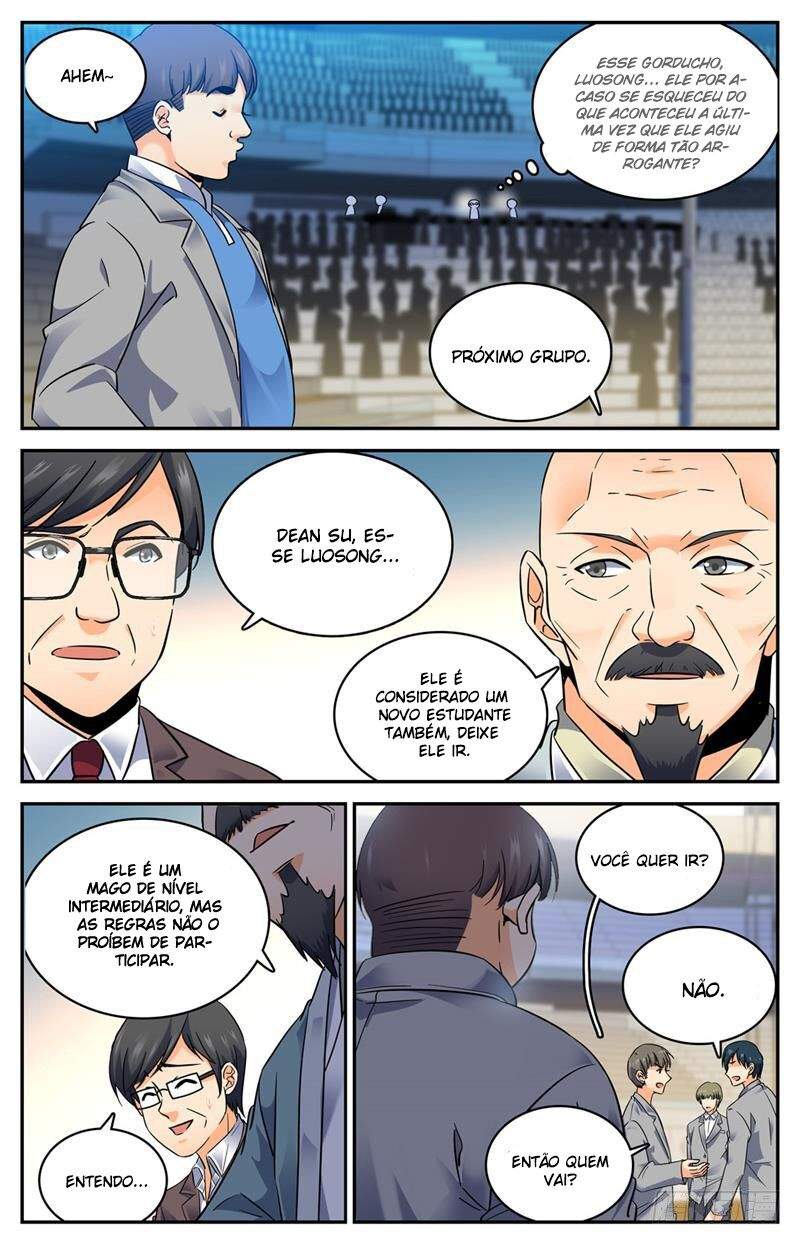 AHEM~
ESSE GORDUCHO,
LUOSONG... ELE POR A-
CASO SE ESQUECEU DO
QUE ACONTECEU A ÚLTI-
MA VEZ QUE ELE AGIU
DE FORMA TÃO AR-
ROGANTE?
PRÓXIMO GRUPO.
DEAN SU, ES-
SE LUOSONG...
ELE É
CONSIDERADO UM
NOVO ESTUDANTE
TAMBÉM, DEIXE
ELE IR.
ELE É UM
MAGO DE NÍVEL
INTERMEDIÁRIO, MAS
AS REGRAS NÃO O
PROÍBEM DE PAR-
TICIPAR.
ENTENDO...
VOCÊ QUER IR?
NÃO.
ENTÃO QUEM
VAI?